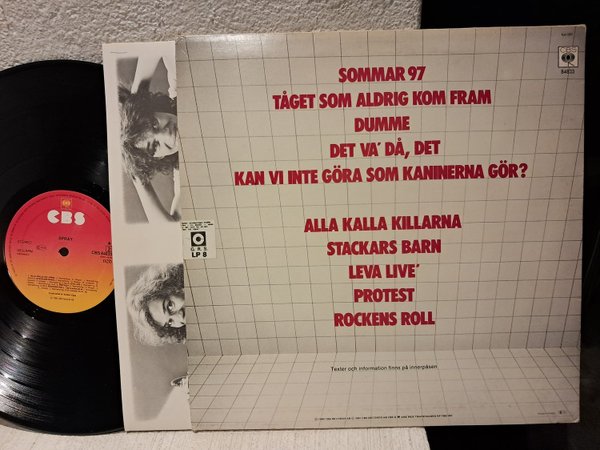 CBS
84833
SOMMAR 97
TÅGET SOM ALDRIG KOM FRAM
DUMME
DET VA' DÅ, DET
KAN VI INTE GÖRA SOM KANINERNA GÖR?
ALLA KALLA KILLARNA
STACKARS BARN
LEVA LIVE'
PROTEST
ROCKENS ROLL
Texter och information finns på innerpåsen.
LP 8
CBS
SPRAY